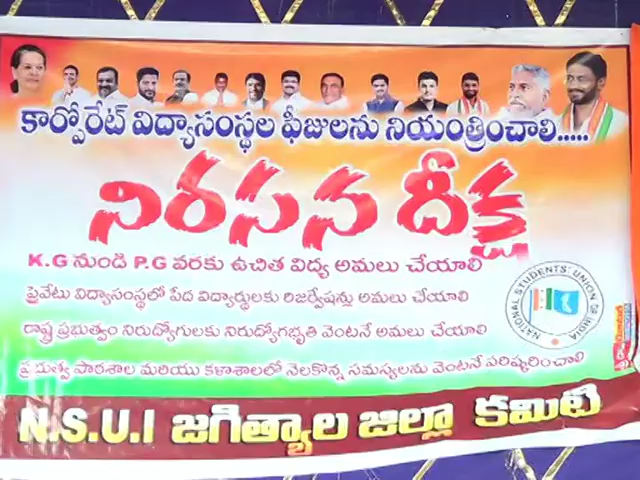 కార్పోరేట్ విద్యాసంస్థల ఫీజులను నియంత్రించాలి.....
నిరసన దీక్ష
K.G నుండి P.G వరకు ఉచిత విద్య అమలు చేయాలి
ప్రైవేటు విద్యాసంస్థలో పేద విద్యార్థులకు రిజర్వేషన్లు అమలు చేయాలి
రాష్ట్ర ప్రభుత్వం నిరుద్యోగులకు నిరుద్యోగభృతి వెంటనే అమలు చేయాలి
ప్రభుత్వ పాఠశాల మరియు కళాశాలలో నెలకొన్న సమస్యలను వెంటనే పరిష్కరించాలి
NATIONAL STUDENTS' UNION OF INDIA
N.S.U.I జగిత్యాల జిల్లా కమిటి